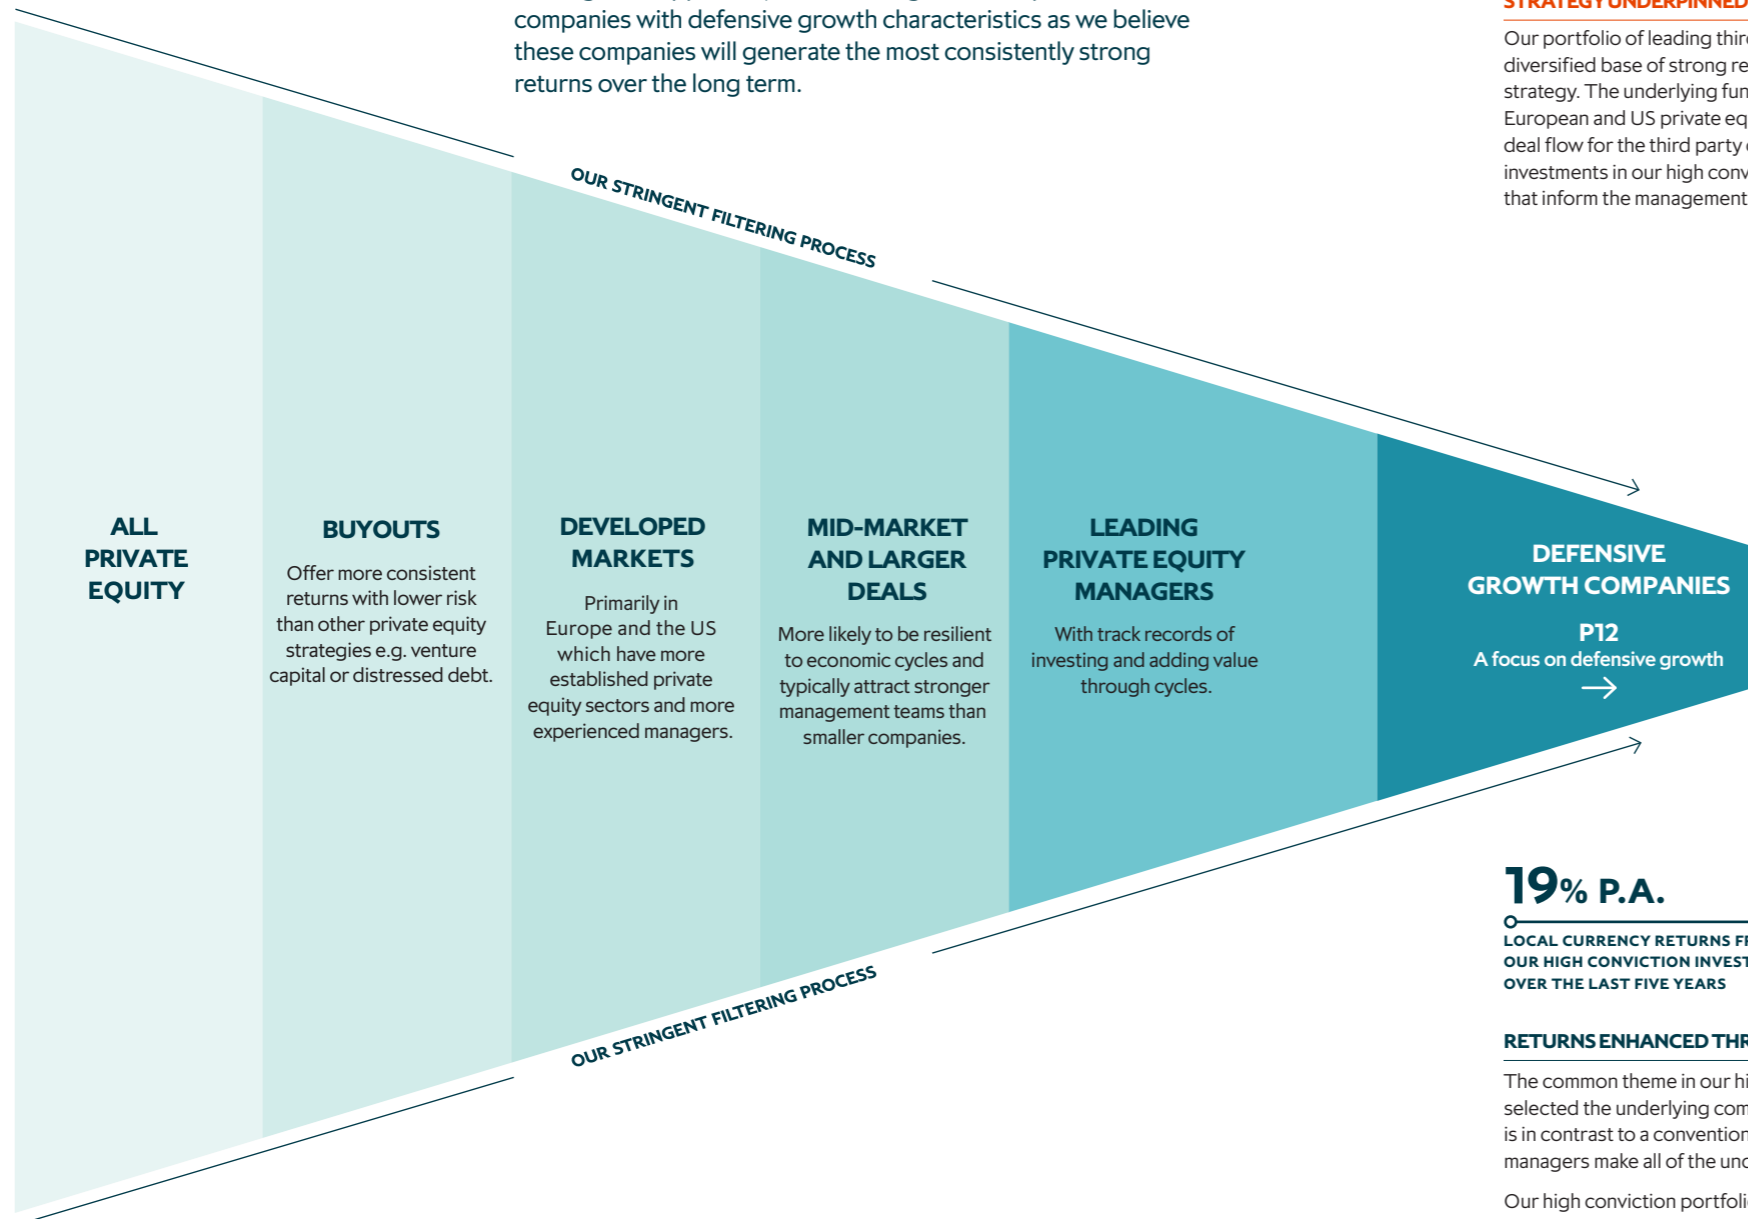 companies with defensive growth characteristics as we believe
these companies will generate the most consistently strong
returns over the long term.
OUR STRINGENT FILTERING PROCESS
ALL
PRIVATE
EQUITY
BUYOUTS
Offer more consistent
returns with lower risk
than other private equity
strategies e.g. venture
capital or distressed debt.
DEVELOPED
MARKETS
Primarily in
Europe and the US
which have more
established private
equity sectors and more
experienced managers.
MID-MARKET
AND LARGER
DEALS
More likely to be resilient
to economic cycles and
typically attract stronger
management teams than
smaller companies.
LEADING
PRIVATE EQUITY
MANAGERS
With track records of
investing and adding value
through cycles.
DEFENSIVE
GROWTH COMPANIES
P12
A focus on defensive growth
OUR STRINGENT FILTERING PROCESS
STRATEGY UNDERPINNED
Our portfolio of leading third
diversified base of strong re
strategy. The underlying fun
European and US private eq
deal flow for the third party
investments in our high conv
that inform the management
19% P.A.
LOCAL CURRENCY RETURNS FR
OUR HIGH CONVICTION INVEST
OVER THE LAST FIVE YEARS
RETURNS ENHANCED THR
The common theme in our hi
selected the underlying com
is in contrast to a convention
managers make all of the und
Our high conviction portfolio